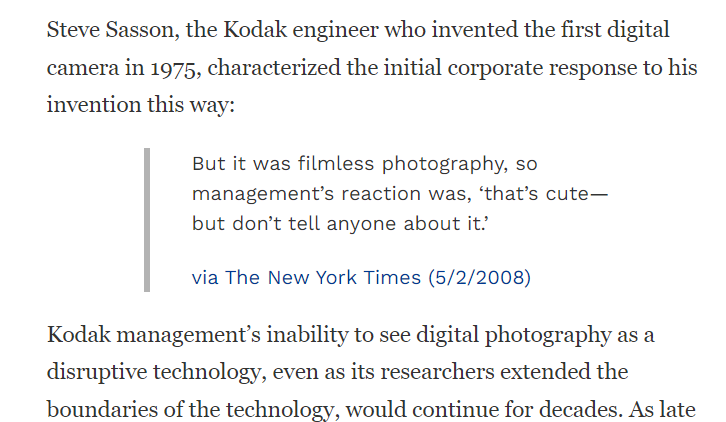 Steve Sasson, the Kodak engineer who invented the first digital
camera in 1975, characterized the initial corporate response to his
invention this way:
But it was filmless photography, so
management’s reaction was, ‘that’s cute—
but don’t tell anyone about it.’
via The New York Times (5/2/2008)
Kodak management’s inability to see digital photography as a
disruptive technology, even as its researchers extended the
boundaries of the technology, would continue for decades. As late